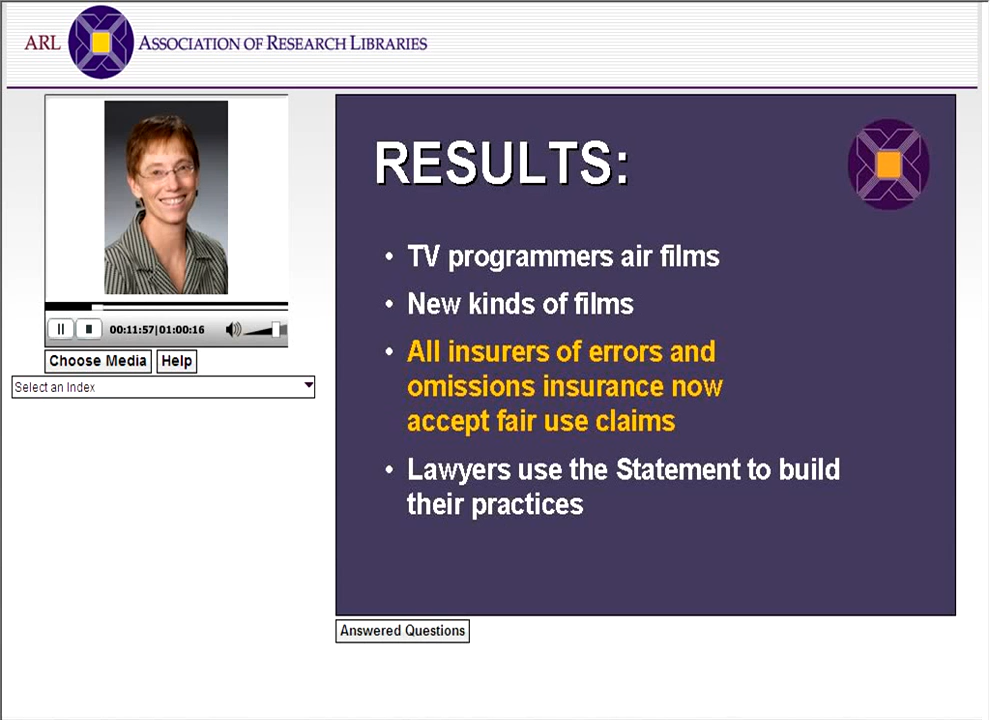 ARL ASSOCIATION OF RESEARCH LIBRARIES
00:11:57|01:00:16
Choose Media Help
Select an Index
RESULTS:
• TV programmers air films
• New kinds of films
• All insurers of errors and
omissions insurance now
accept fair use claims
• Lawyers use the Statement to build
their practices
Answered Questions